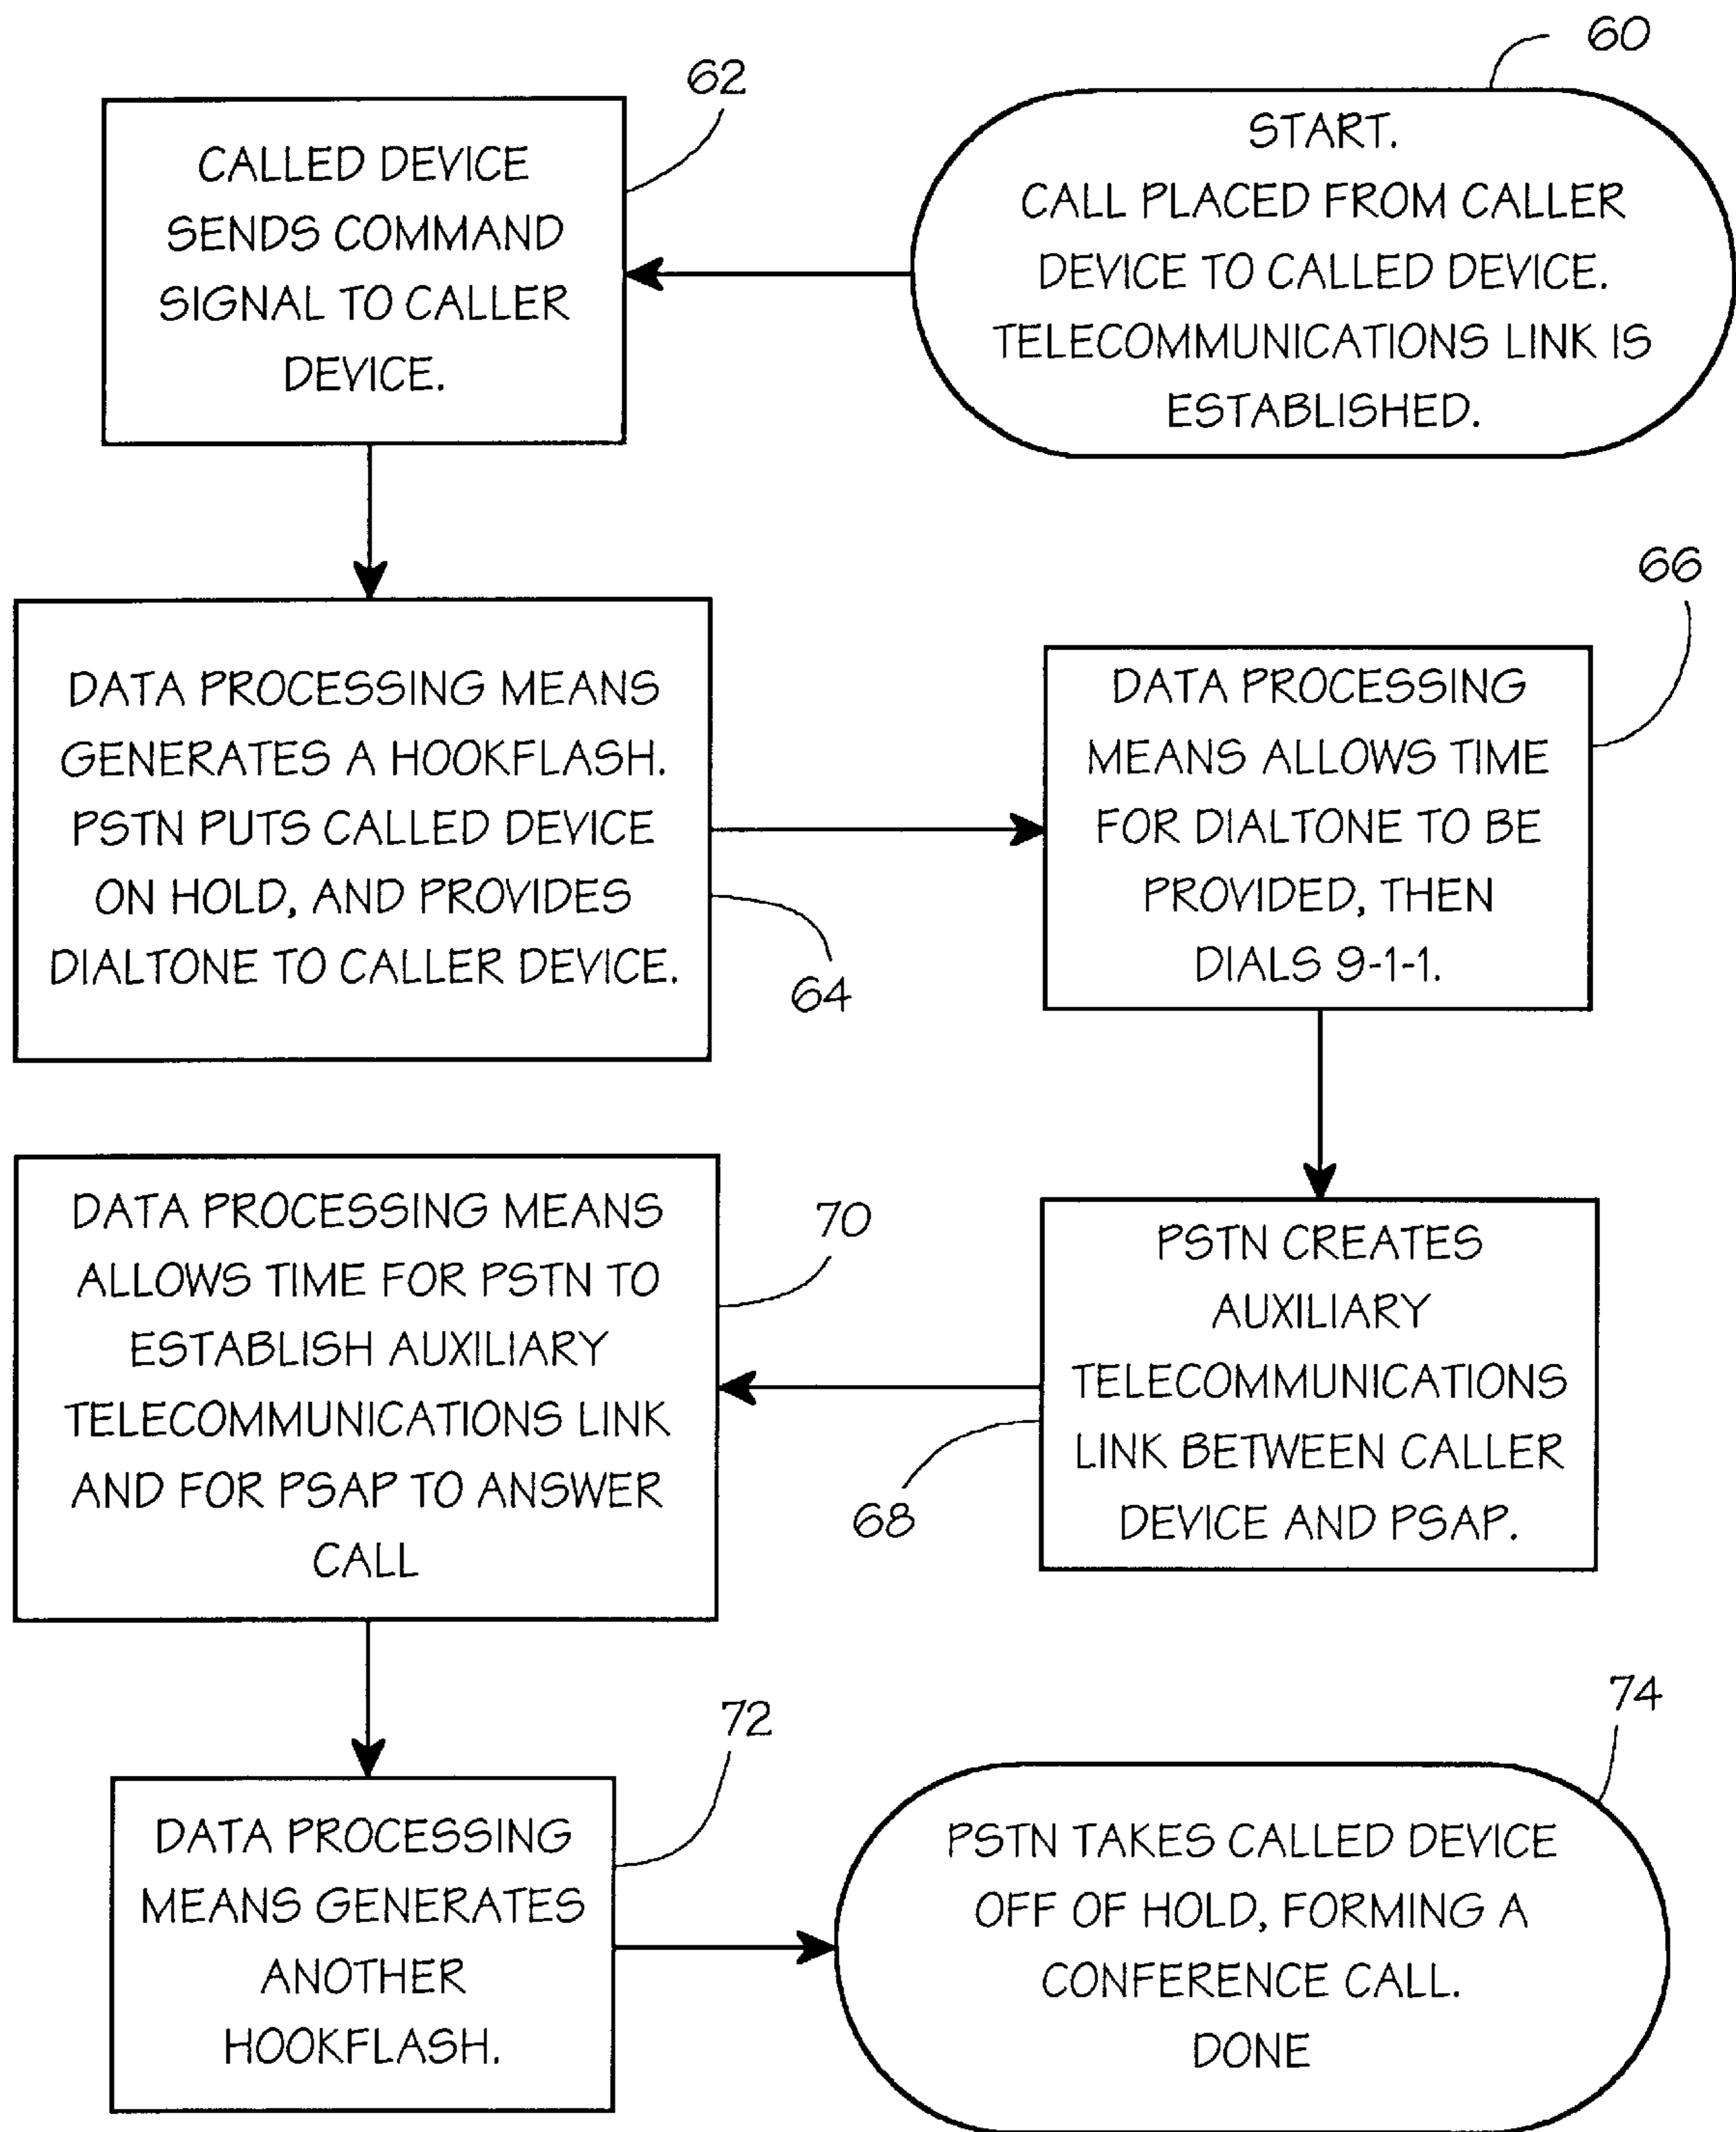 60
START.
CALL PLACED FROM CALLER
DEVICE TO CALLED DEVICE.
TELECOMMUNICATIONS LINK IS
ESTABLISHED.
62
CALLED DEVICE
SENDS COMMAND
SIGNAL TO CALLER
DEVICE.
DATA PROCESSING MEANS
GENERATES A HOOKFLASH.
PSTN PUTS CALLED DEVICE
ON HOLD, AND PROVIDES
DIALTONE TO CALLER DEVICE.
64
66
DATA PROCESSING
MEANS ALLOWS TIME
FOR DIALTONE TO BE
PROVIDED, THEN
DIALS 9-1-1.
PSTN CREATES
AUXILIARY
TELECOMMUNICATIONS
LINK BETWEEN CALLER
DEVICE AND PSAP.
68
DATA PROCESSING MEANS
ALLOWS TIME FOR PSTN TO
ESTABLISH AUXILIARY
TELECOMMUNICATIONS LINK
AND FOR PSAP TO ANSWER
CALL
70
DATA PROCESSING
MEANS GENERATES
ANOTHER
HOOKFLASH.
72
74
PSTN TAKES CALLED DEVICE
OFF OF HOLD, FORMING A
CONFERENCE CALL.
DONE